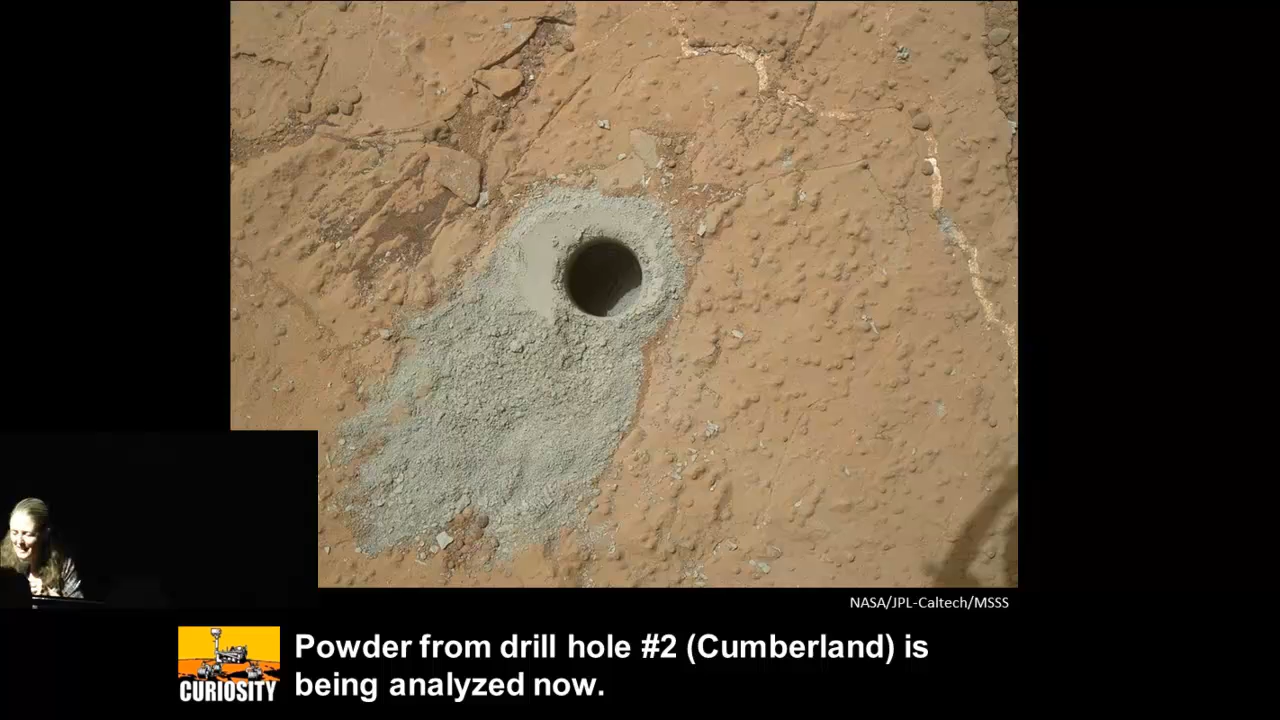 NASA/JPL-Caltech/MSSS
CURIOSITY
Powder from drill hole #2 (Cumberland) is
being analyzed now.